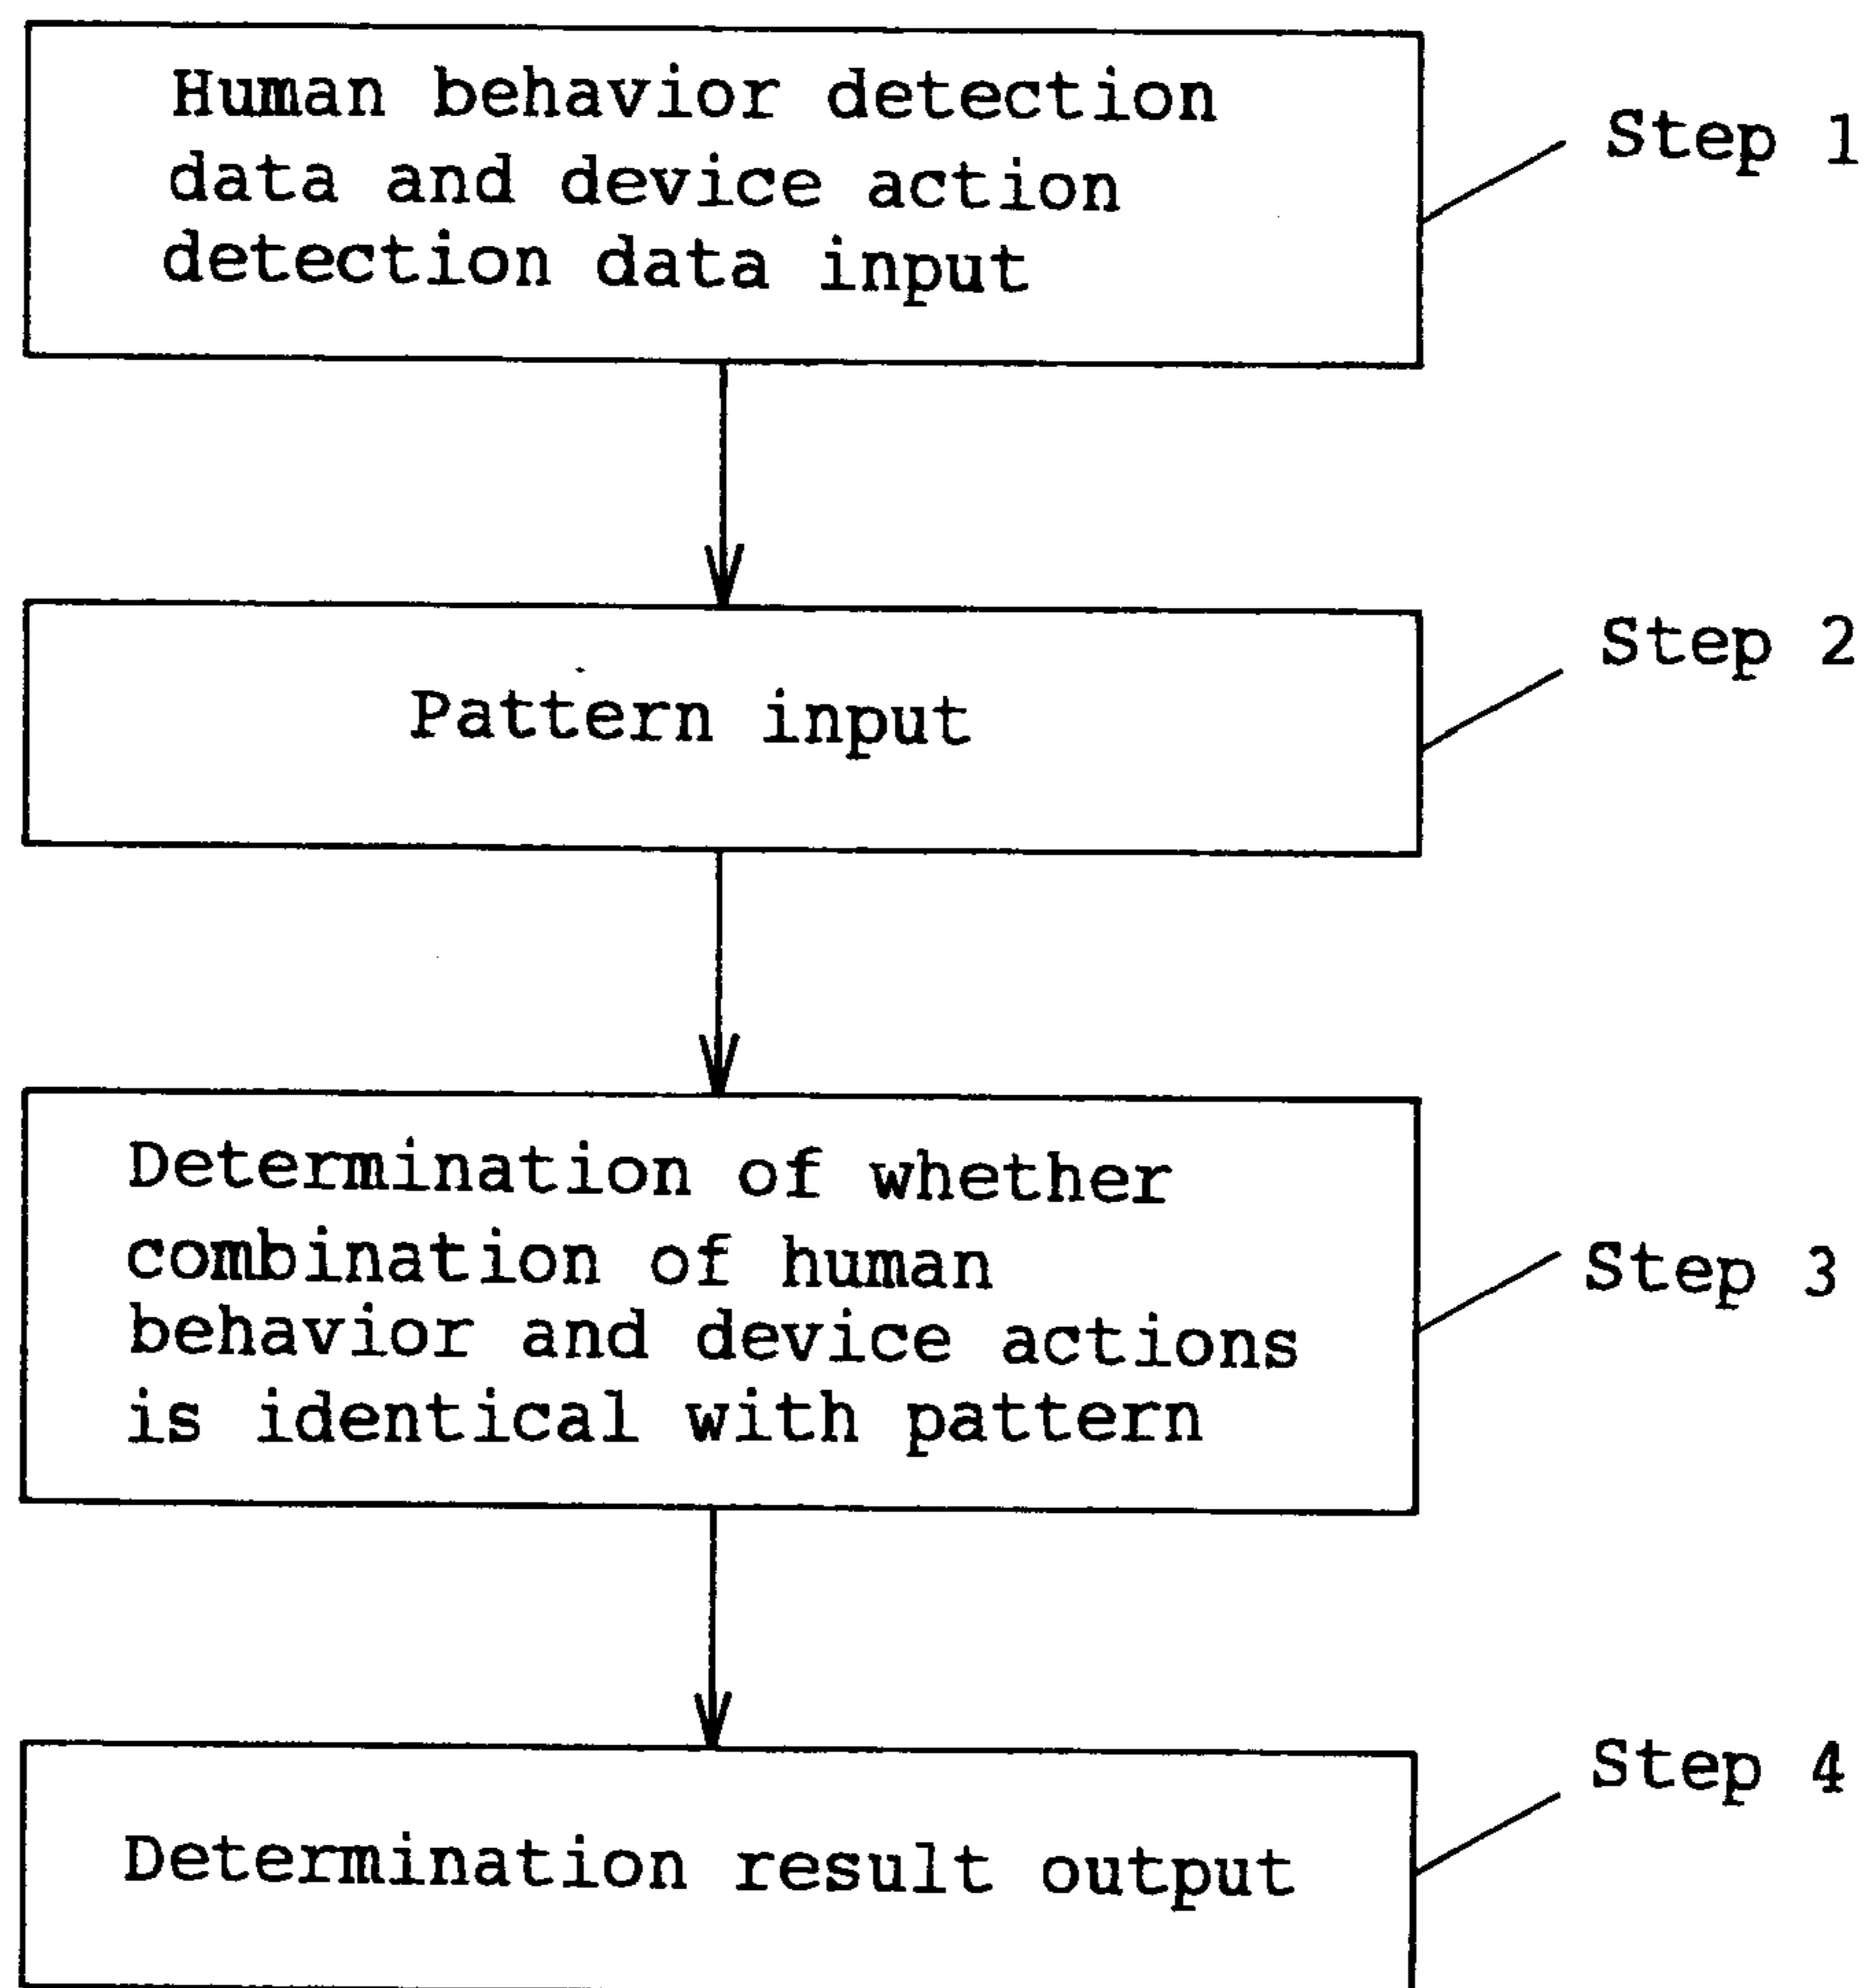 Human behavior detection
data and device action
detection data input
Step 1
Pattern input
Step 2
Determination of whether
combination of human
behavior and device actions
is identical with pattern
Step 3
Determination result output
Step 4